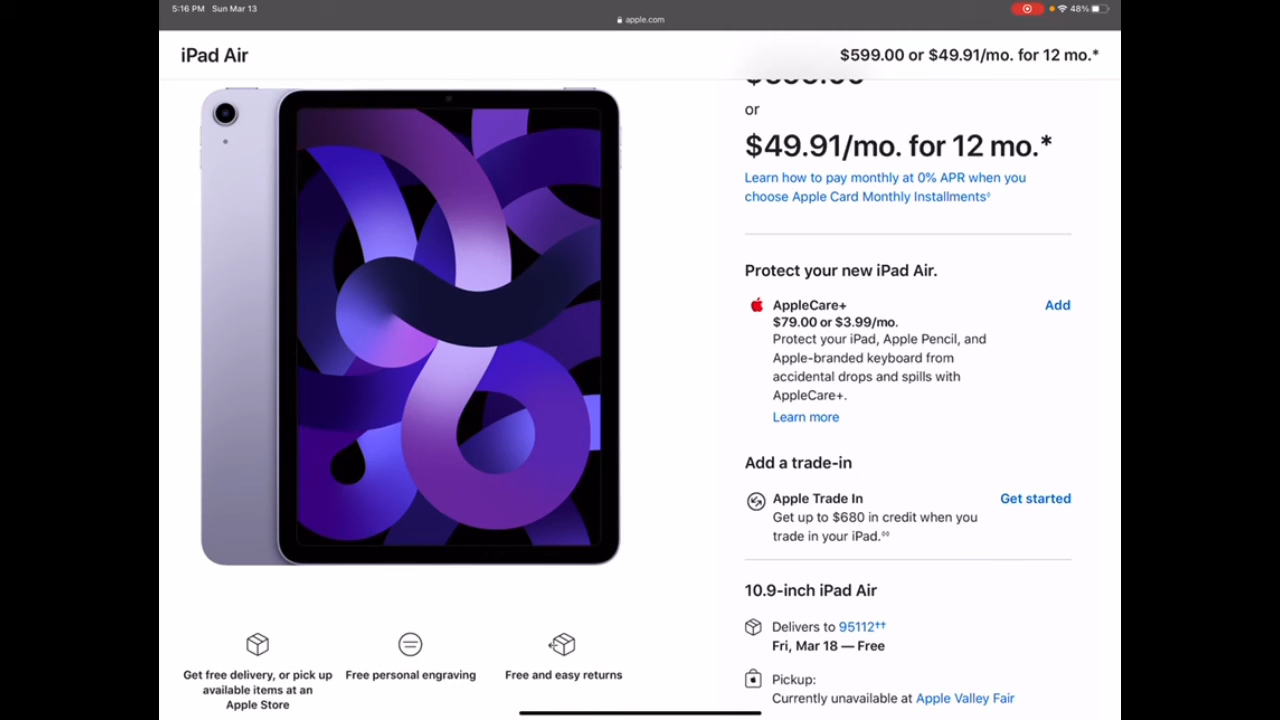 5:16 PM Sun Mar 13
48%
apple.com
iPad Air
$599.00 or $49.91/mo. for 12 mo.*
or
$49.91/mo. for 12 mo.*
Learn how to pay monthly at 0% APR when you
choose Apple Card Monthly Installments◊
Protect your new iPad Air.
AppleCare+
Add
$79.00 or $3.99/mo.
Protect your iPad, Apple Pencil, and
Apple-branded keyboard from
accidental drops and spills with
AppleCare+.
Learn more
Add a trade-in
Apple Trade In
Get started
Get up to $680 in credit when you
trade in your iPad.◊◊
10.9-inch iPad Air
Delivers to 95112††
Fri, Mar 18 — Free
Pickup:
Currently unavailable at Apple Valley Fair
Get free delivery, or pick up
available items at an
Apple Store
Free personal engraving
Free and easy returns